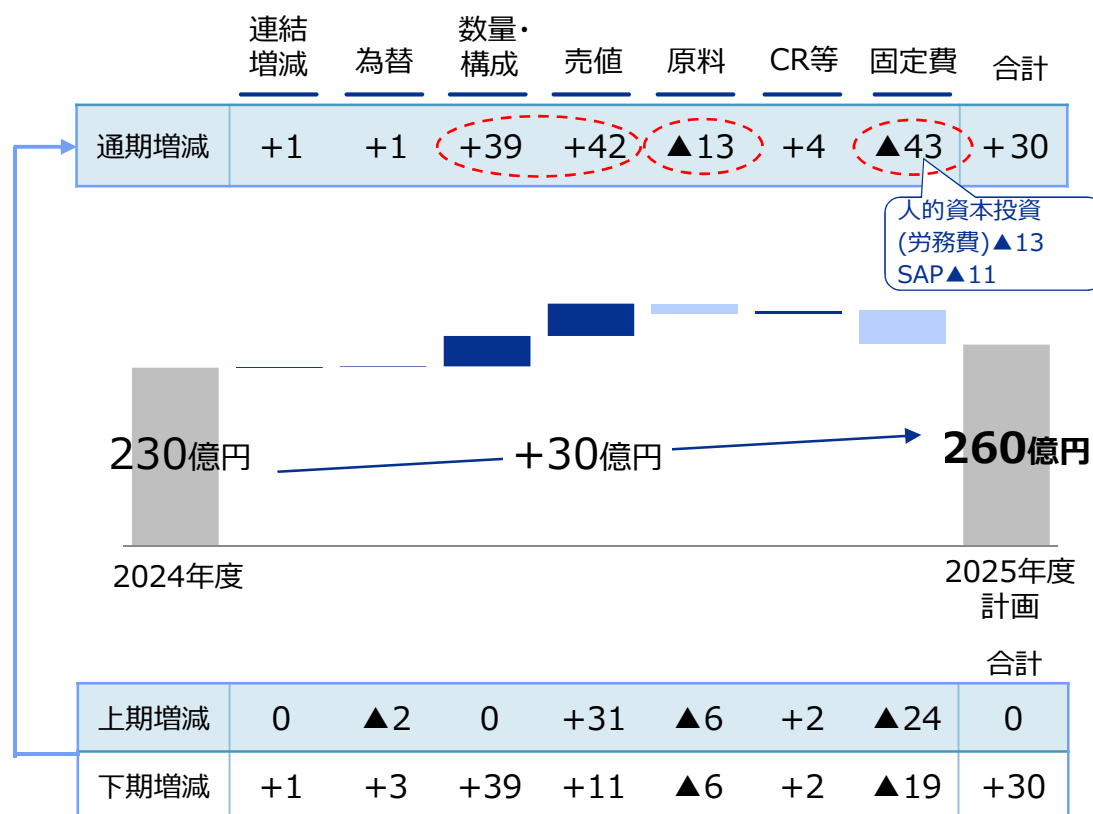 連結
増減
為替
数量・
構成
売値
原料
CR等
固定費
合計
通期増減 +1 +1 +39 +42 ▲13 +4 ▲43 +30
人的資本投資
(労務費)▲13
SAP▲11
230億円
+30億円
260億円
2024年度
2025年度
計画
合計
上期増減 0 ▲2 0 +31 ▲6 +2 ▲24 0
下期増減 +1 +3 +39 +11 ▲6 +2 ▲19 +30